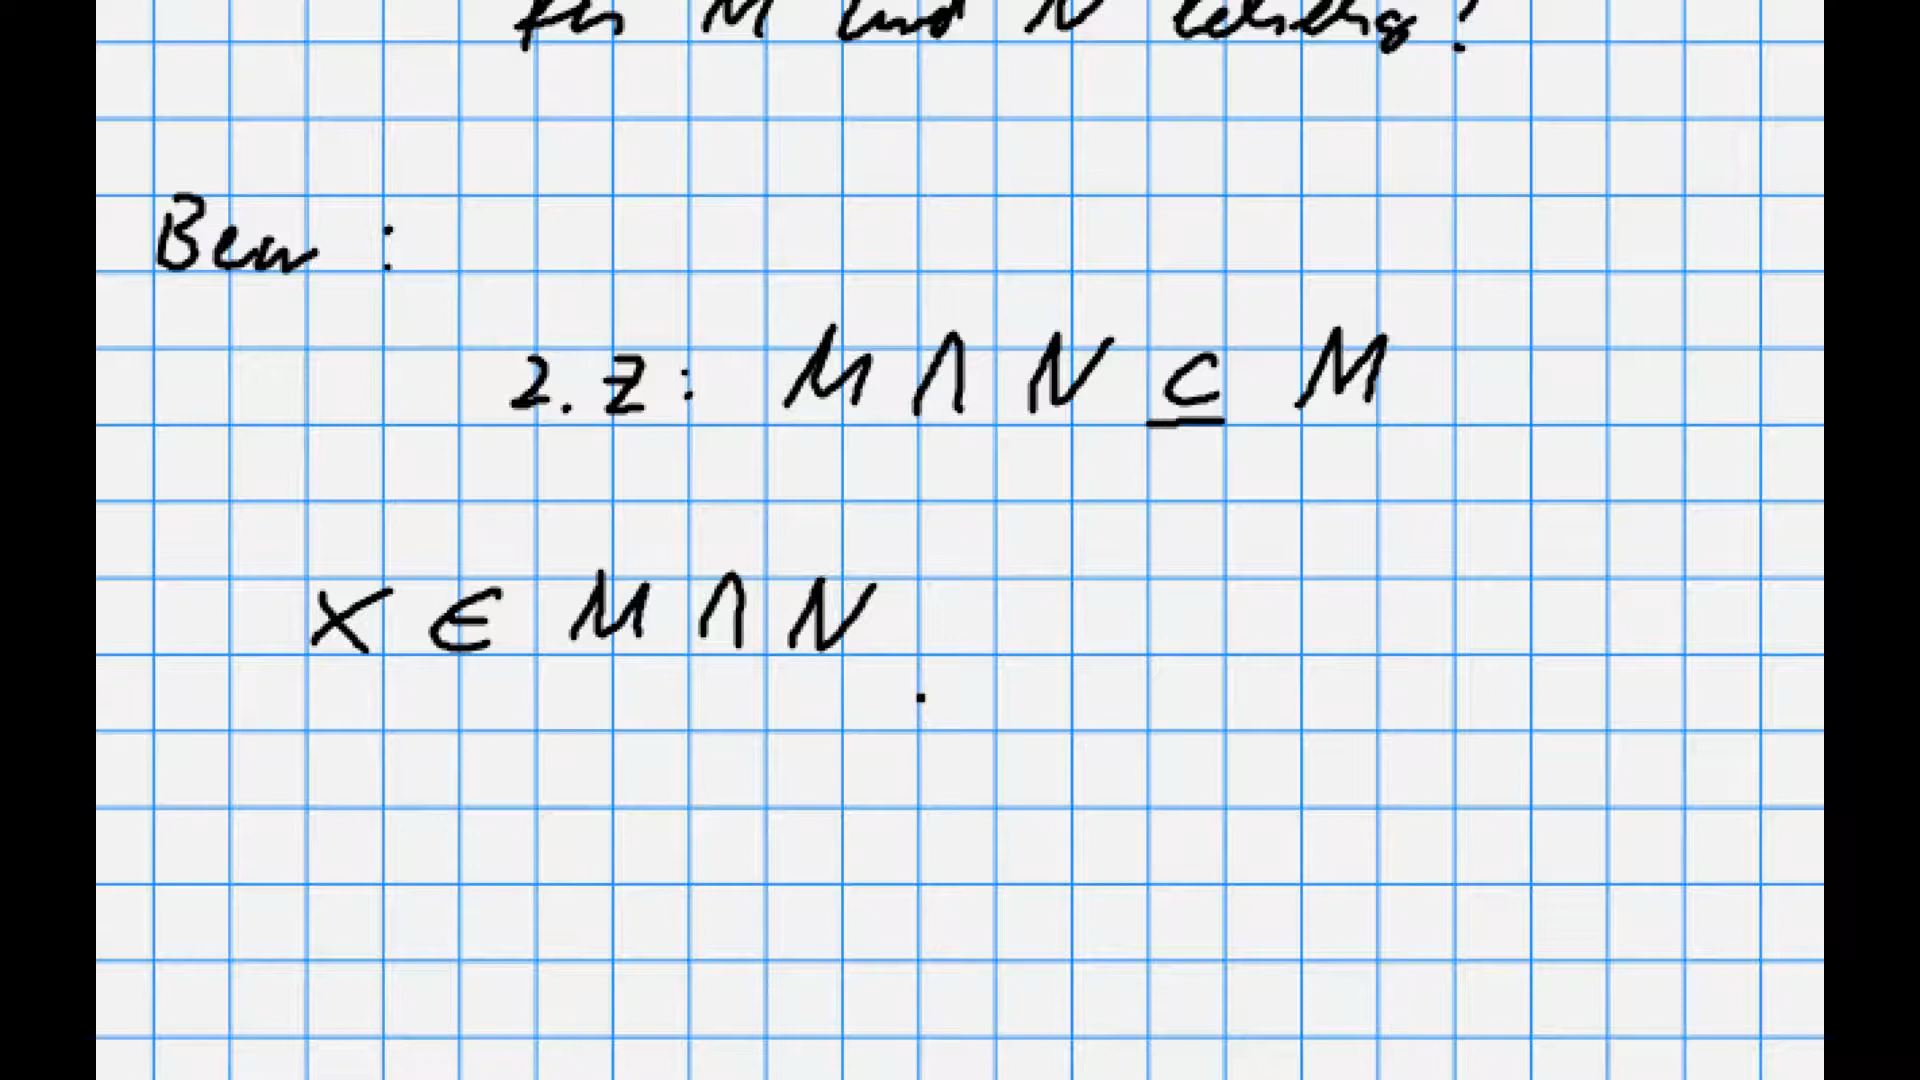 für M und N beliebig!
Bew :
z.Z: M ∩ N ⊆ M
x ∈ M ∩ N